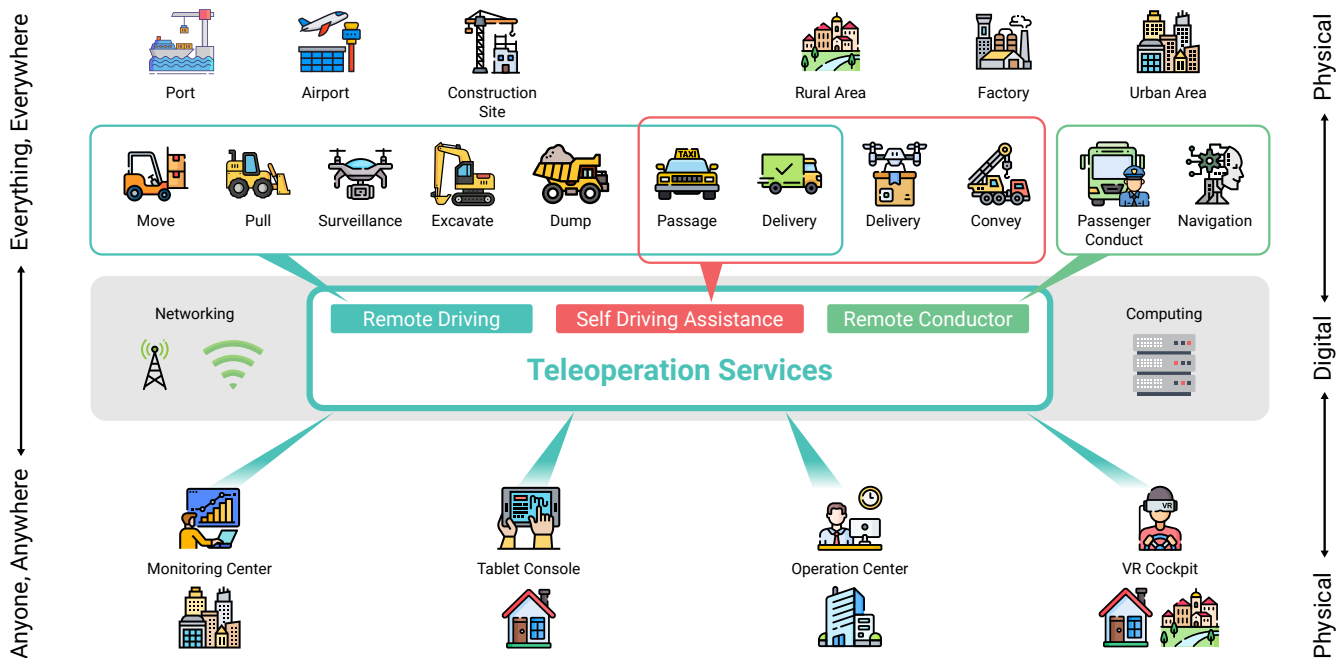 Everything, Everywhere
Anyone, Anywhere
Port
Airport
Construction
Site
Rural Area
Factory
Urban Area
Move
Pull
Surveillance
Excavate
Dump
TAXI
Passage
Delivery
Delivery
Convey
Passenger
Conduct
Navigation
Networking
Remote Driving
Self Driving Assistance
Remote Conductor
Teleoperation Services
Computing
Monitoring Center
Tablet Console
Operation Center
VR
VR Cockpit
Physical
Digital
Physical